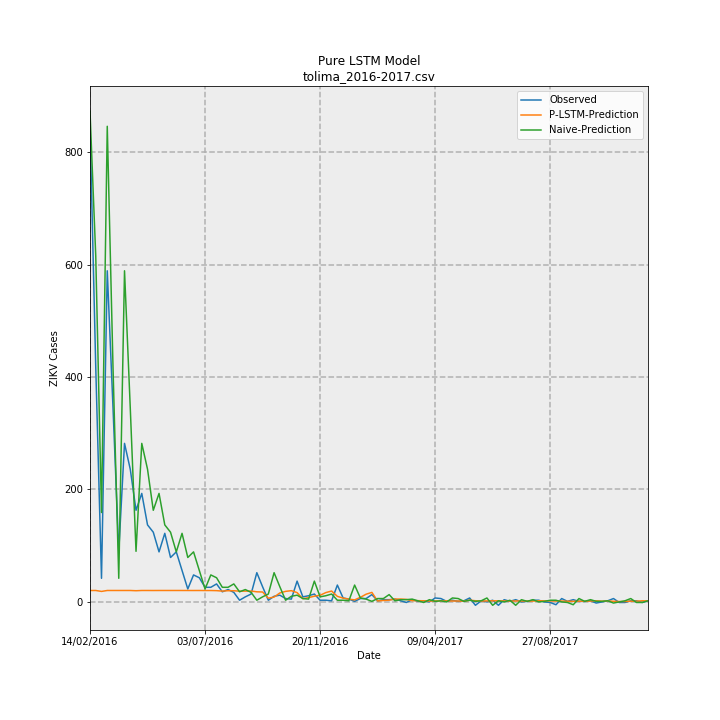 Pure LSTM Model
tolima_2016-2017.csv
Observed
P-LSTM-Prediction
Naive-Prediction
800
600
400
200
0
ZIKV Cases
14/02/2016
03/07/2016
20/11/2016
09/04/2017
27/08/2017
Date